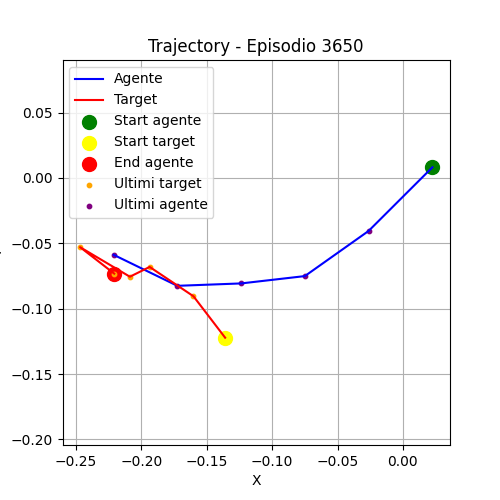 Trajectory - Episodio 3650
Agente
Target
Start agente
Start target
End agente
Ultimi target
Ultimi agente
0.05
0.00
−0.05
−0.10
−0.15
−0.20
−0.25
−0.20
−0.15
−0.10
−0.05
0.00
X